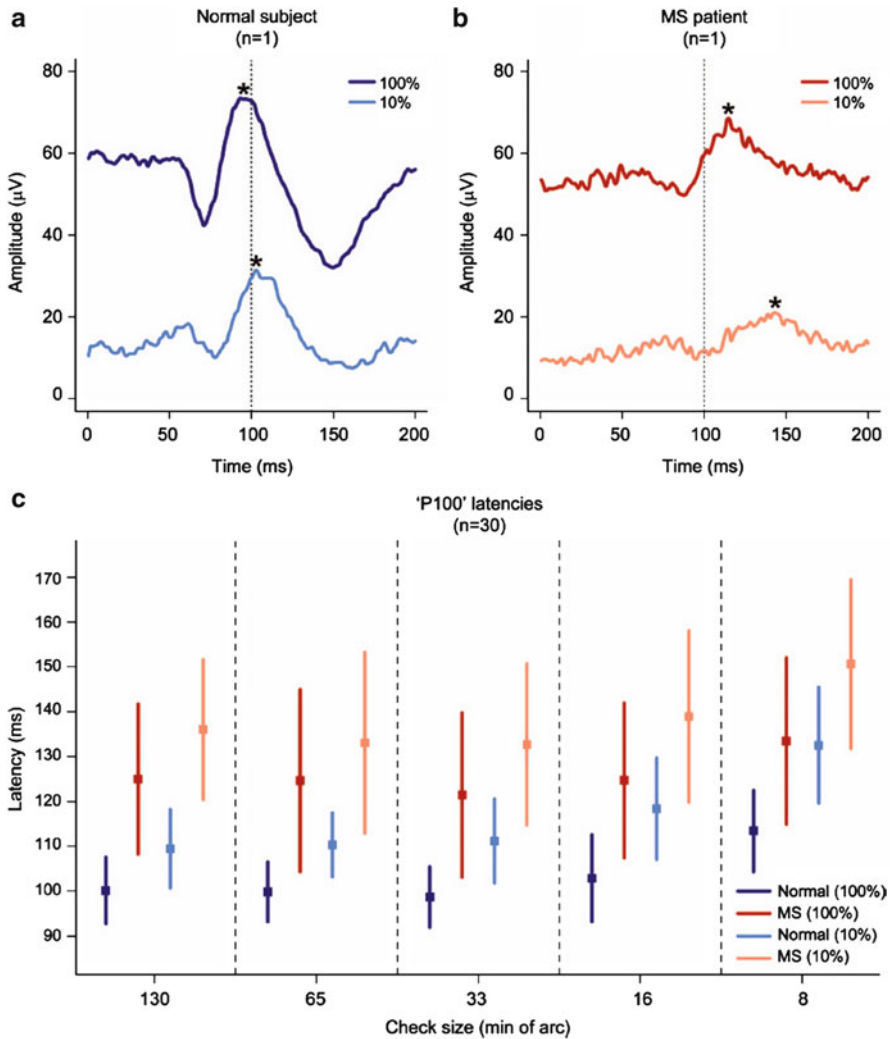 a
Normal subject
(n=1)
Amplitude (µV)
80
60
40
20
0
100%
10%
*
*
0 50 100 150 200
Time (ms)
b
MS patient
(n=1)
Amplitude (µV)
80
60
40
20
0
100%
10%
*
*
0 50 100 150 200
Time (ms)
c
'P100' latencies
(n=30)
Latency (ms)
170
160
150
140
130
120
110
100
90
Normal (100%)
MS (100%)
Normal (10%)
MS (10%)
130 65 33 16 8
Check size (min of arc)